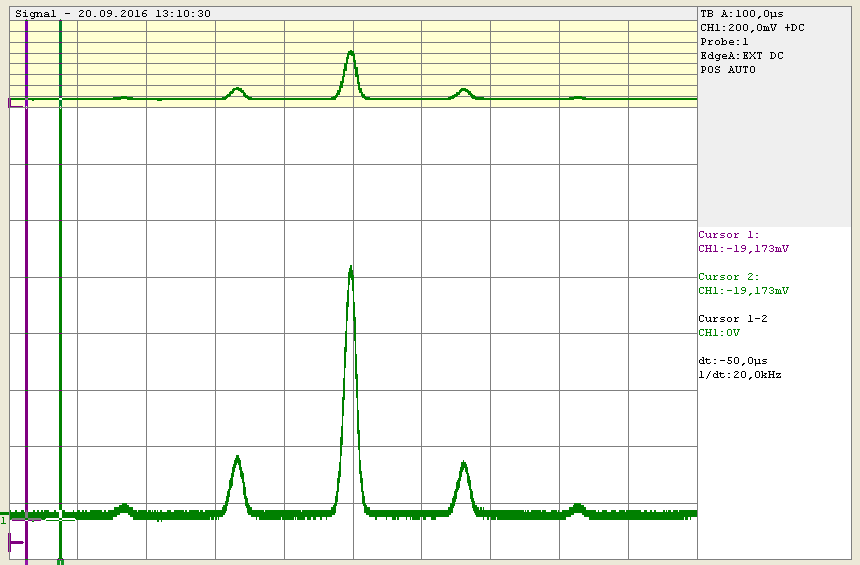 Signal - 20.09.2016 13:10:30
TB A:100,0µs
CH1:200,0mV +DC
Probe:1
EdgeA:EXT DC
POS AUTO
Cursor 1:
CH1:-19,173mV
Cursor 2:
CH1:-19,173mV
Cursor 1-2
CH1:0V
dt:-50,0µs
1/dt:20,0kHz
1